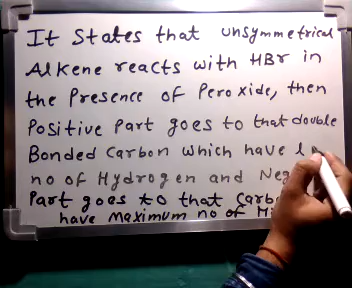 It States that unsymmetrical
Alkene reacts with HBr in
the Presence of Peroxide, then
Positive Part goes to that double
Bonded Carbon which have
no of Hydrogen and
Part goes to that
have Maximum no of